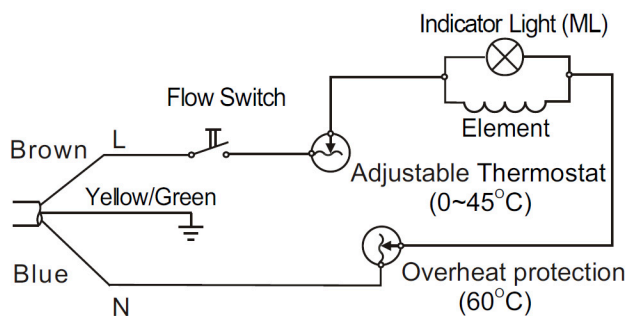 Indicator Light (ML)
Flow Switch
Element
Brown
L
Yellow/Green
Adjustable Thermostat
(0~45°C)
Blue
N
Overheat protection
(60°C)